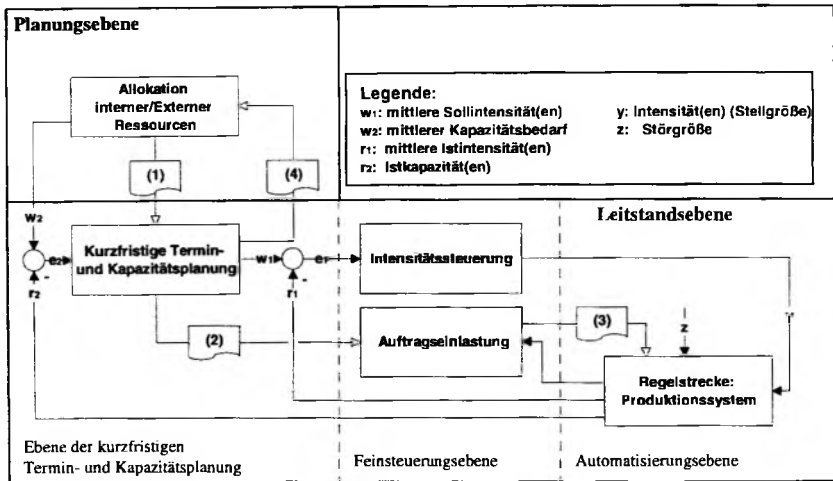 Planungsebene
Allokation
interner/Externer
Ressourcen
(1)
(4)
Legende:
w1: mittlere Sollintensität(en)
w2: mittlerer Kapazitätsbedarf
r1: mittlere Istintensität(en)
r2: Istkapazität(en)
y: Intensität(en) (Stellgröße)
z: Störgröße
Leitstandsebene
w2
e2
-
r2
Kurzfristige Termin-
und Kapazitätsplanung
w1
e1
-
r1
Intensitätssteuerung
(2)
Auftragseinlastung
(3)
z
Regelstrecke:
Produktionssystem
Ebene der kurzfristigen
Termin- und Kapazitätsplanung
Feinsteuerungsebene
Automatisierungsebene